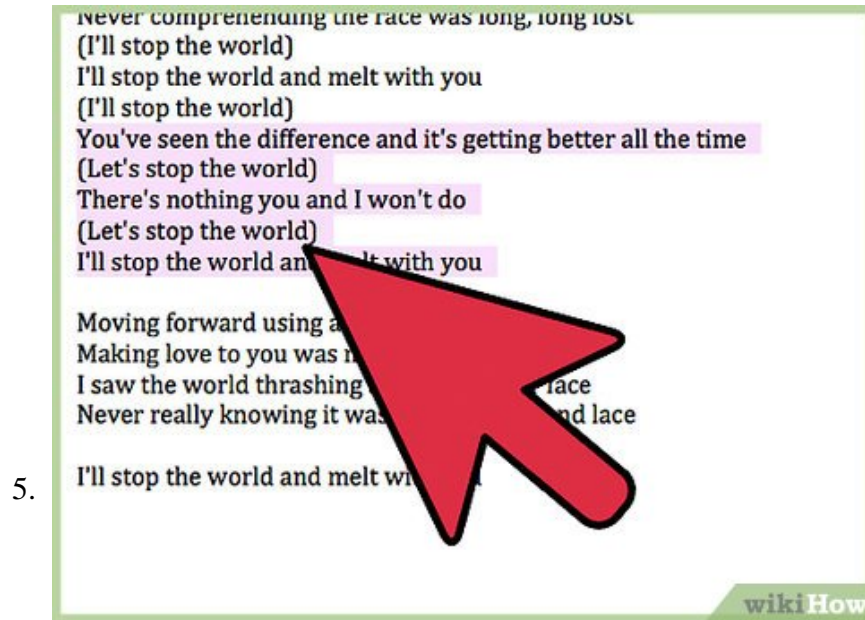 Never comprehending the race was long, long lost
(I'll stop the world)
I'll stop the world and melt with you
(I'll stop the world)
You've seen the difference and it's getting better all the time
(Let's stop the world)
There's nothing you and I won't do
(Let's stop the world)
I'll stop the world with you
Moving forward using
Making love to you was
I saw the world thrashing
Never really knowing it was lace
5.
I'll stop the world and melt
wikiHow